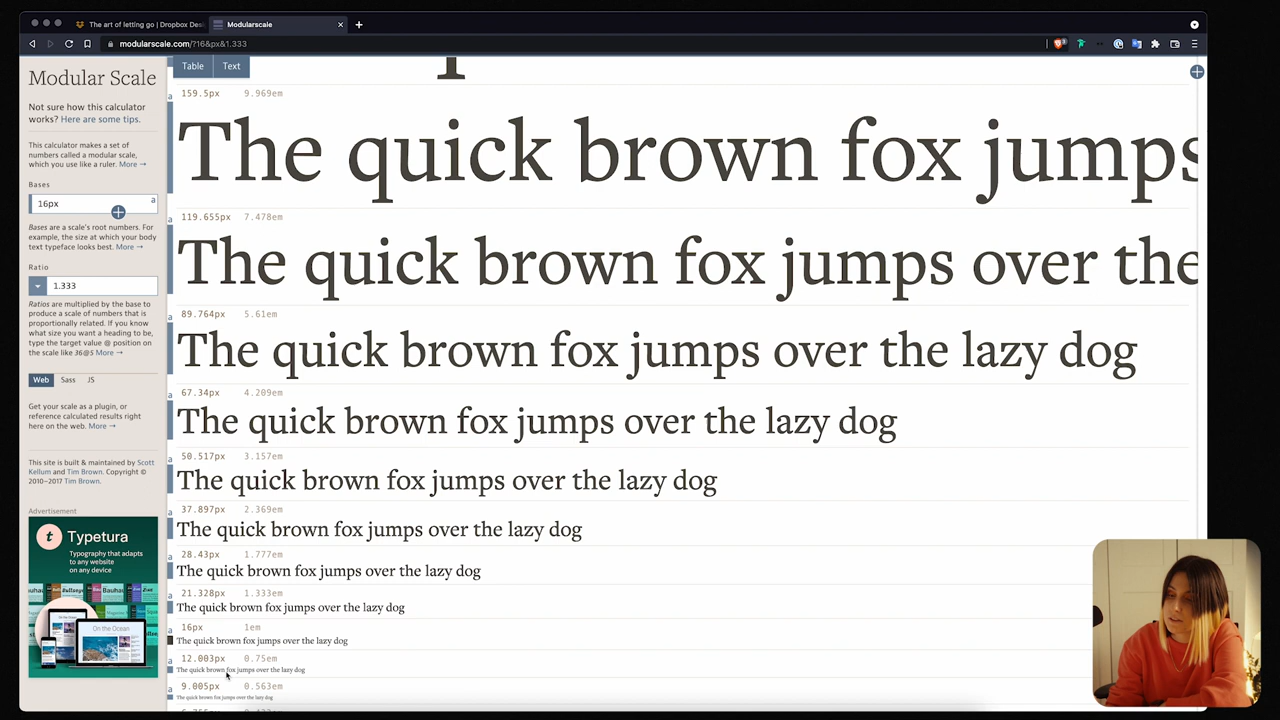 The art of letting go | Dropbox Des
Modularscale
modularscale.com/?16&px&1.333
Modular Scale
Not sure how this calculator
works? Here are some tips.
This calculator makes a set of
numbers called a modular scale,
which you use like a ruler. More →
Bases
16px
a
Bases are a scale's root numbers. For
example, the size at which your body
text typeface looks best. More →
Ratio
1.333
Ratios are multiplied by the base to
produce a scale of numbers that is
proportionally related. If you know
what size you want a heading to be,
type the target value @ position on
the scale like 36@5 More →
Web Sass JS
Get your scale as a plugin, or
reference calculated results right
here on the web. More →
This site is built & maintained by Scott
Kellum and Tim Brown. Copyright ©
2010–2017 Tim Brown.
Advertisement
t Typetura
Typography that adapts
to any website
on any device
On the Ocean
Table Text
a 159.5px 9.969em
The quick brown fox jumps
a 119.655px 7.478em
The quick brown fox jumps over the
a 89.764px 5.61em
The quick brown fox jumps over the lazy dog
a 67.34px 4.209em
The quick brown fox jumps over the lazy dog
a 50.517px 3.157em
The quick brown fox jumps over the lazy dog
a 37.897px 2.369em
The quick brown fox jumps over the lazy dog
a 28.43px 1.777em
The quick brown fox jumps over the lazy dog
a 21.328px 1.333em
The quick brown fox jumps over the lazy dog
a 16px 1em
The quick brown fox jumps over the lazy dog
a 12.003px 0.75em
The quick brown fox jumps over the lazy dog
a 9.005px 0.563em
The quick brown fox jumps over the lazy dog